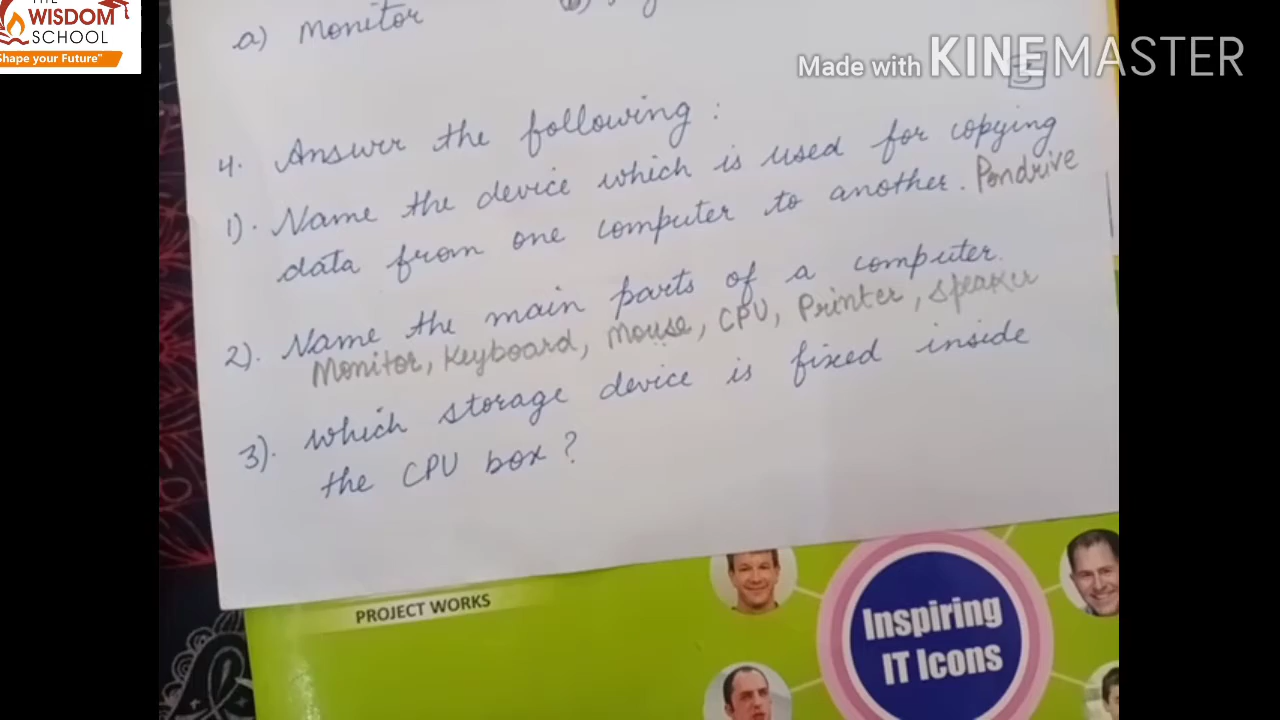 THE
WISDOM
SCHOOL
Shape your Future"
Made with KINEMASTER
a) Monitor
3
4. Answer the following :
1). Name the device which is used for copying
data from one computer to another. Pendrive
2). Name the main parts of a computer.
Monitor, Keyboard, Mouse, CPU, Printer, Speaker
3). which storage device is fixed inside
the CPU box ?
PROJECT WORKS
Inspiring
IT Icons